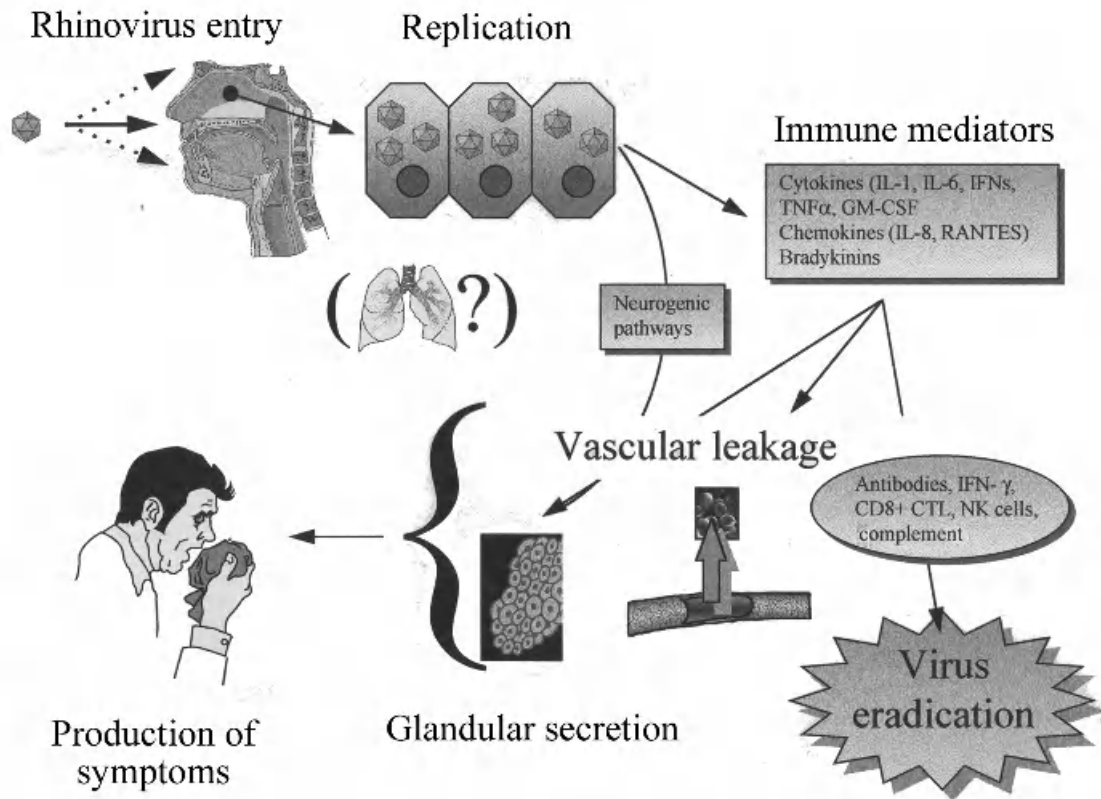 Rhinovirus entry
Replication
Immune mediators
Cytokines (IL-1, IL-6, IFNs,
TNFα, GM-CSF
Chemokines (IL-8, RANTES)
Bradykinins
(
?)
Neurogenic
pathways
Vascular leakage
Antibodies, IFN- γ,
CD8+ CTL, NK cells,
complement
{
Virus
eradication
Glandular secretion
Production of
symptoms